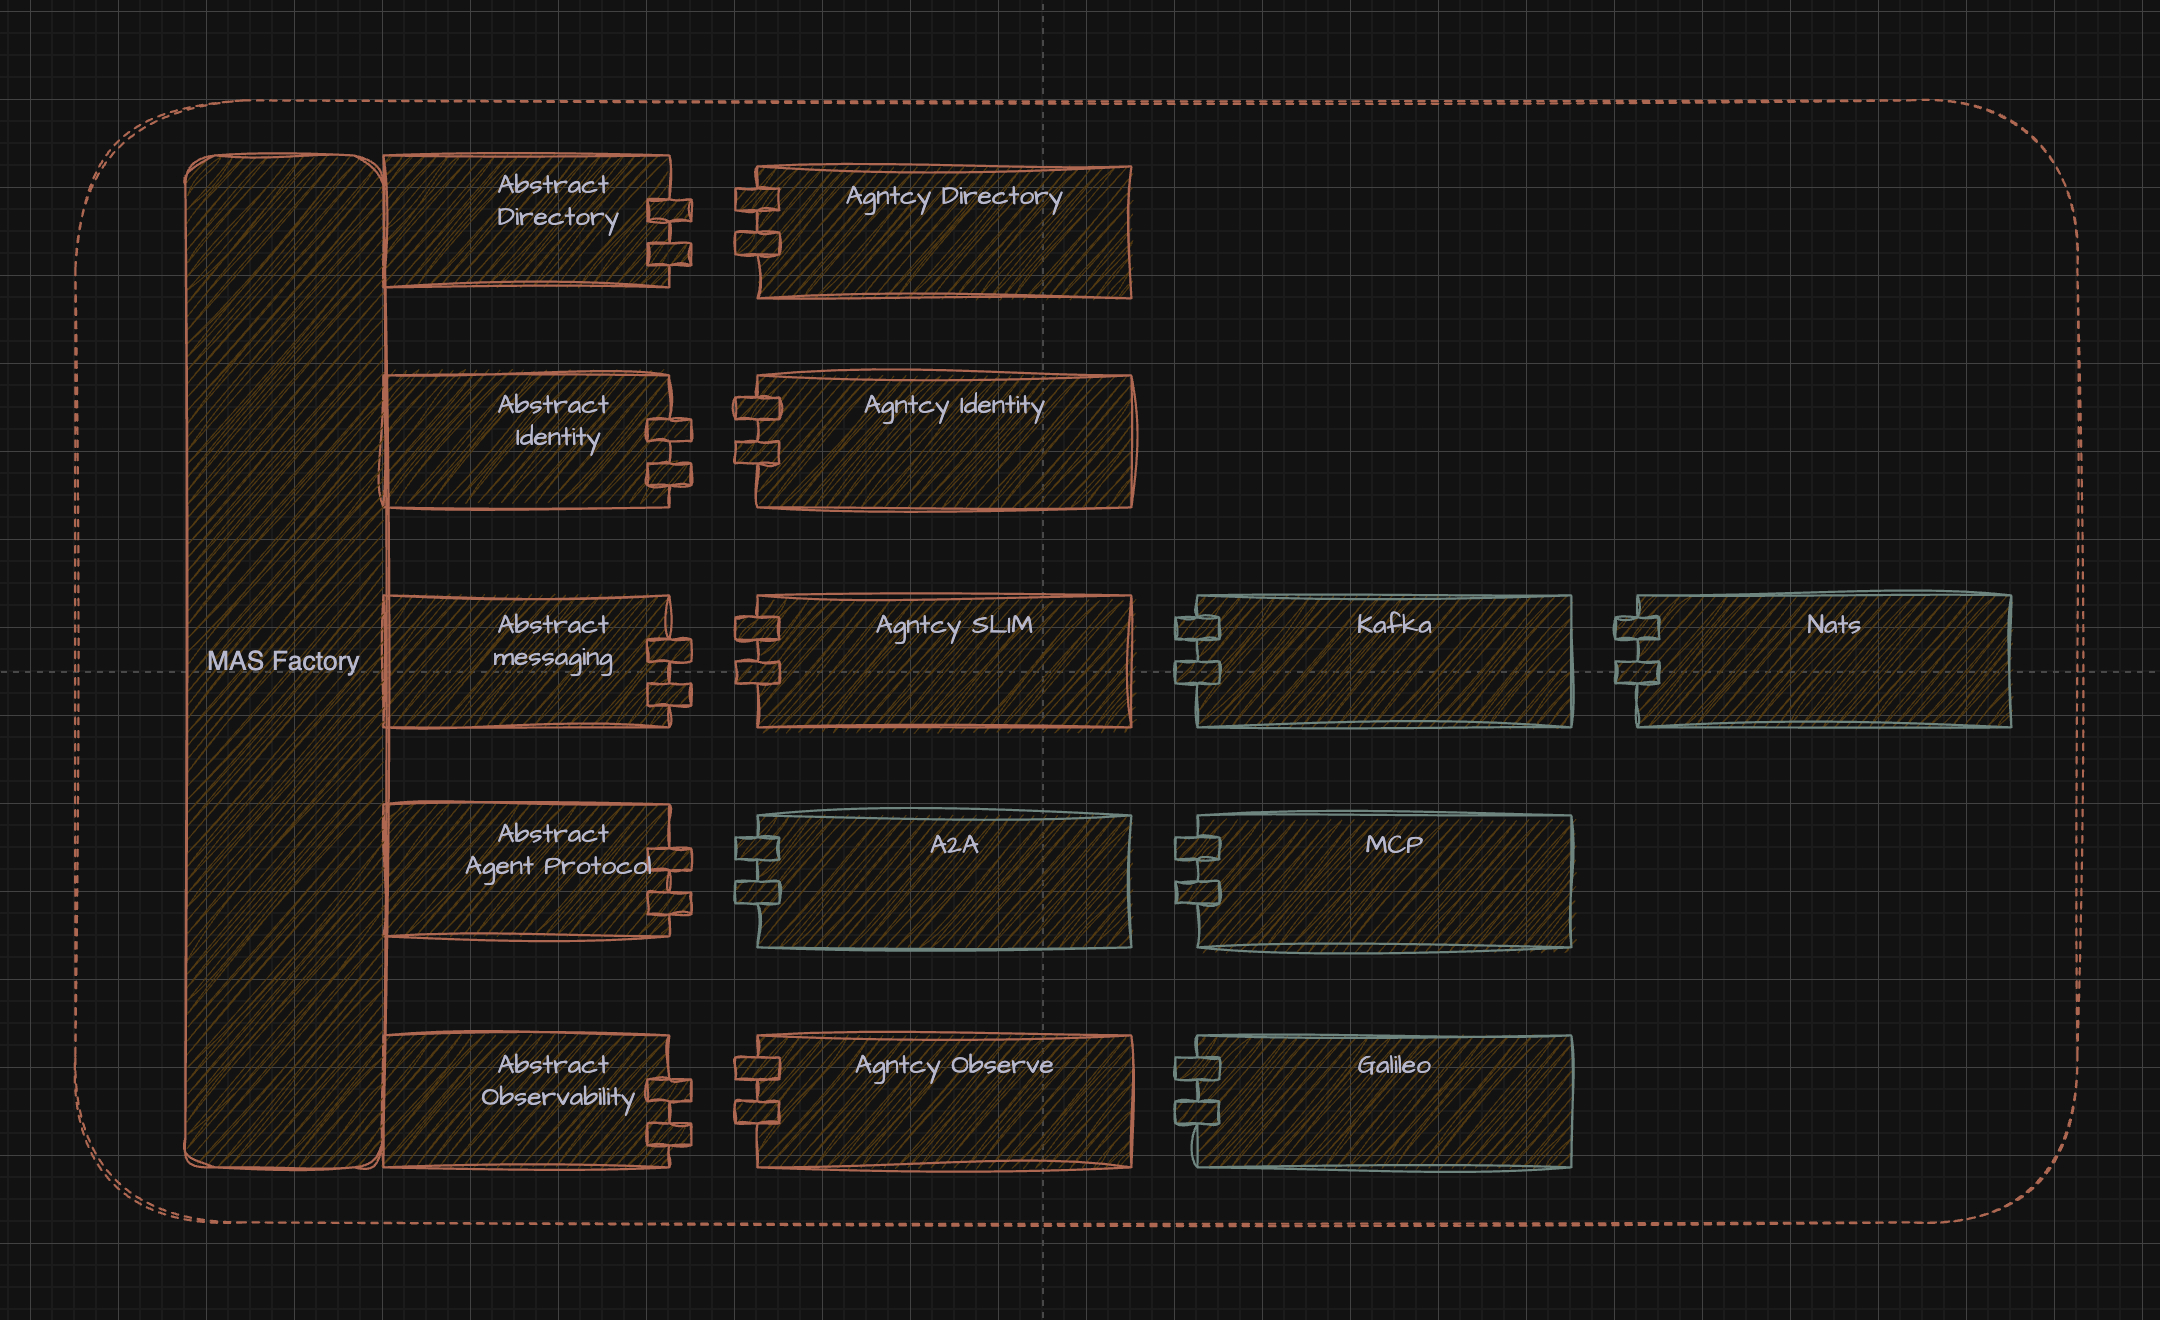 Abstract
Directory
Agntcy Directory
Abstract
Identity
Agntcy Identity
MAS Factory
Abstract
messaging
Agntcy SLIM
Kafka
Nats
Abstract
Agent Protocol
A2A
MCP
Abstract
Observability
Agntcy Observe
Galileo